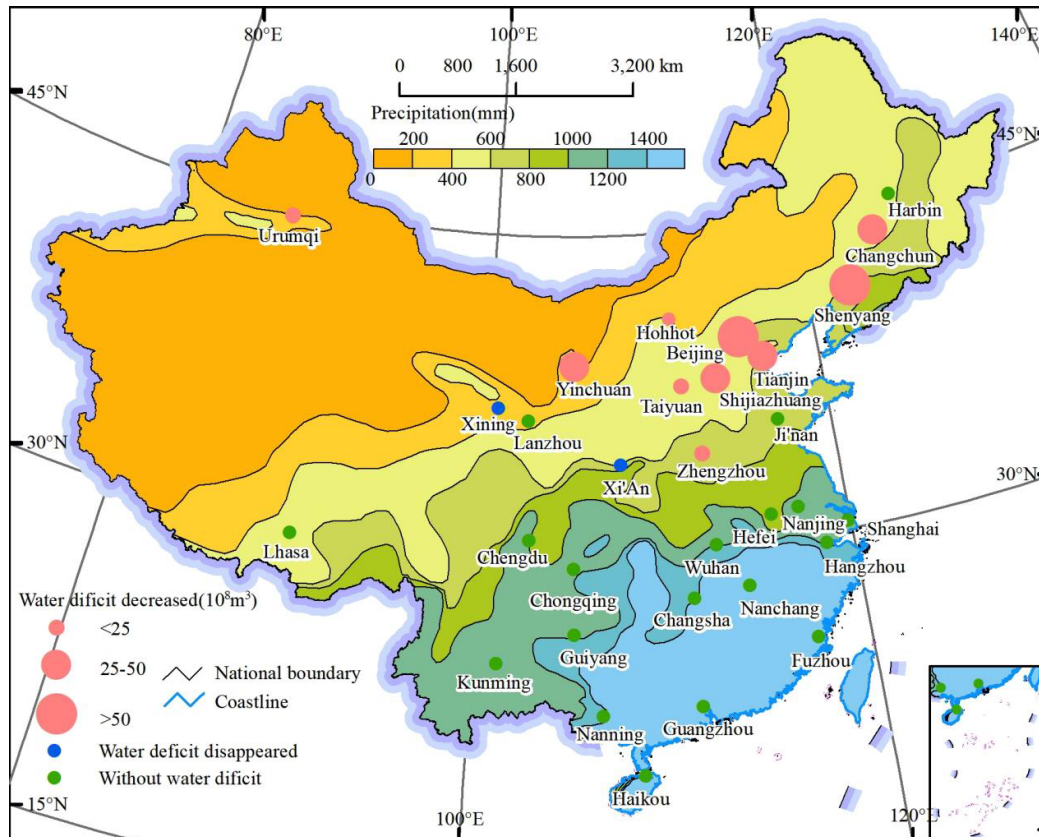 80°E
100°E
120°E
140°E
0 800 1,600 3,200 km
45°N
Precipitation(mm)
200 600 1000 1400
0 400 800 1200
45°N
Harbin
Urumqi
Changchun
Shenyang
Hohhot
Beijing
Yinchuan
Tianjin
Taiyuan
Shijiazhuang
Xining
Lanzhou
Ji'nan
30°N
Zhengzhou
Xi'An
30°N
Nanjing
Shanghai
Lhasa
Chengdu
Hefei
Wuhan
Hangzhou
Water deficit decreased(10⁸m³)
Chongqing
Changsha
Nanchang
<25
Guiyang
Fuzhou
25-50
National boundary
Kunming
Coastline
>50
Nanning
Guangzhou
Water deficit disappeared
Without water dificit
Haikou
15°N
100°E
120°E